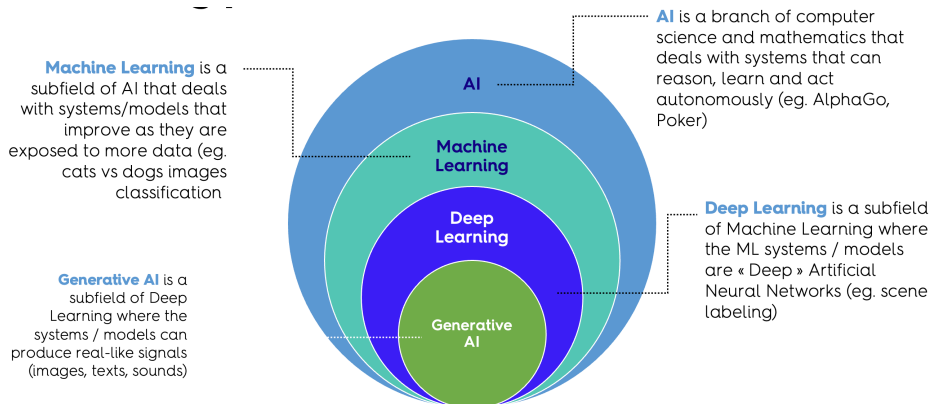 AI is a branch of computer
science and mathematics that
deals with systems that can
reason, learn and act
autonomously (eg. AlphaGo,
Poker)
Machine Learning is a
subfield of AI that deals
with systems/models that
improve as they are
exposed to more data (eg.
cats vs dogs images
classification
AI
Machine
Learning
Deep
Learning
Generative
AI
Deep Learning is a subfield
of Machine Learning where
the ML systems / models
are « Deep » Artificial
Neural Networks (eg. scene
labeling)
Generative AI is a
subfield of Deep
Learning where the
systems / models can
produce real-like signals
(images, texts, sounds)